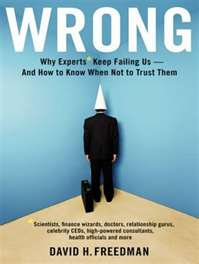 WRONG
Why Experts* Keep Failing Us —
And How to Know When Not to Trust Them
*Scientists, finance wizards, doctors, relationship gurus,
celebrity CEOs, high-powered consultants,
health officials and more
DAVID H. FREEDMAN